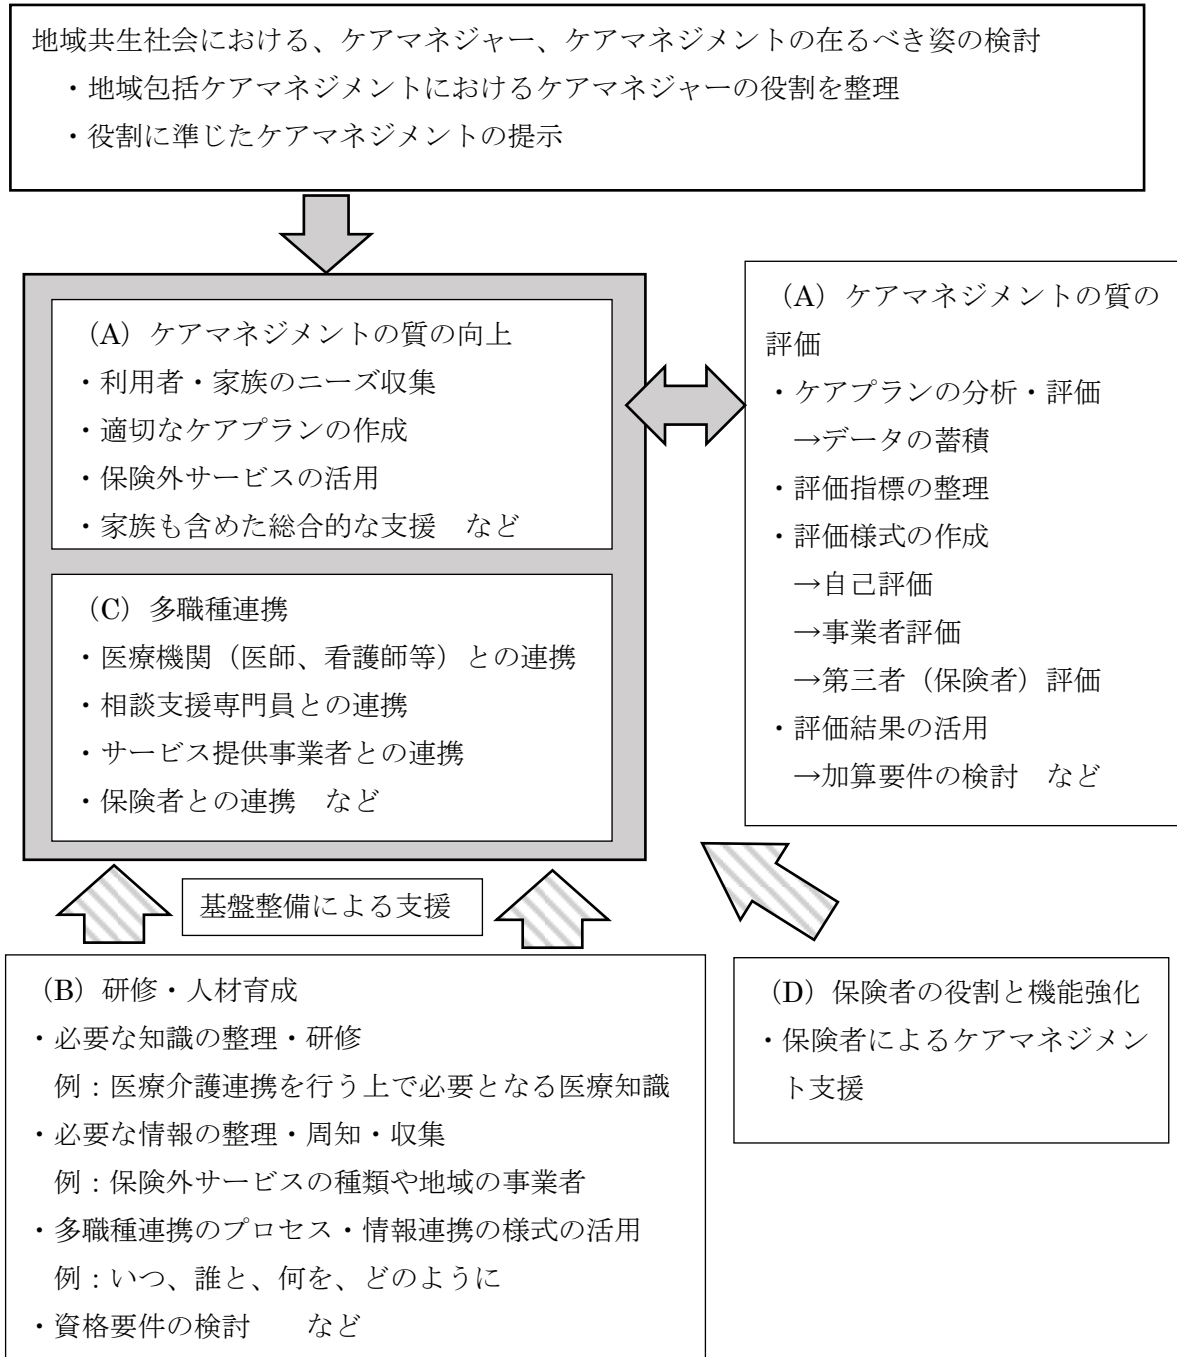 地域共生社会における、ケアマネジャー、ケアマネジメントの在るべき姿の検討
・地域包括ケアマネジメントにおけるケアマネジャーの役割を整理
・役割に準じたケアマネジメントの提示
（A）ケアマネジメントの質の向上
・利用者・家族のニーズ収集
・適切なケアプランの作成
・保険外サービスの活用
・家族も含めた総合的な支援　など
（C）多職種連携
・医療機関（医師、看護師等）との連携
・相談支援専門員との連携
・サービス提供事業者との連携
・保険者との連携　など
（A）ケアマネジメントの質の
評価
・ケアプランの分析・評価
→データの蓄積
・評価指標の整理
・評価様式の作成
→自己評価
→事業者評価
→第三者（保険者）評価
・評価結果の活用
→加算要件の検討　など
基盤整備による支援
（B）研修・人材育成
・必要な知識の整理・研修
例：医療介護連携を行う上で必要となる医療知識
・必要な情報の整理・周知・収集
例：保険外サービスの種類や地域の事業者
・多職種連携のプロセス・情報連携の様式の活用
例：いつ、誰と、何を、どのように
・資格要件の検討　　など
（D）保険者の役割と機能強化
・保険者によるケアマネジメン
ト支援